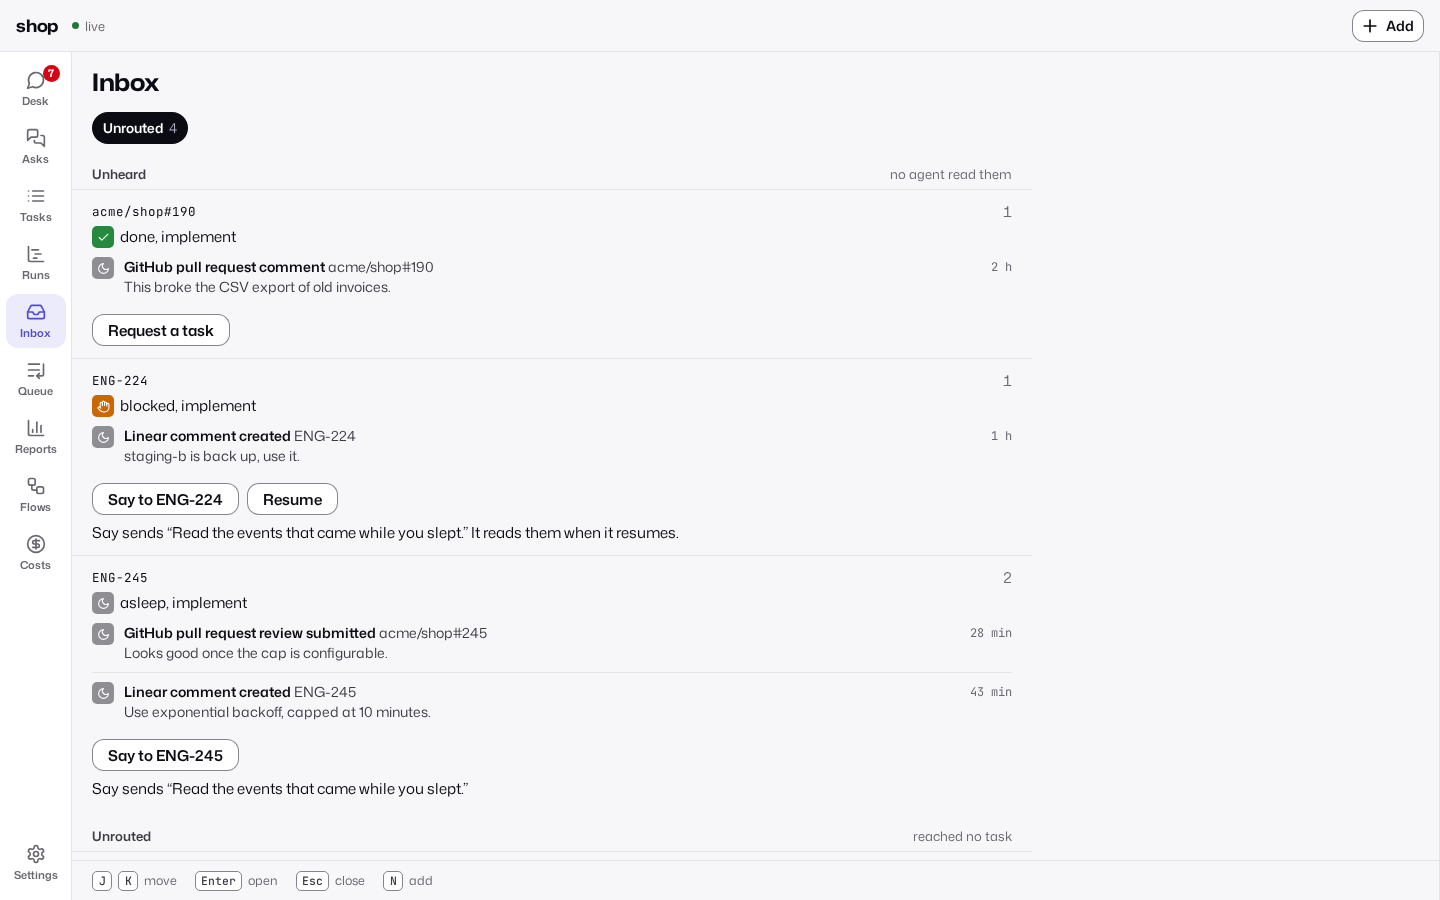 shop live
Add
7
Desk
Asks
Tasks
Runs
Inbox
Queue
Reports
Flows
Costs
Settings
Inbox
Unrouted 4
Unheard no agent read them
acme/shop#190 1
done, implement
GitHub pull request comment acme/shop#190 2 h
This broke the CSV export of old invoices.
Request a task
ENG-224 1
blocked, implement
Linear comment created ENG-224 1 h
staging-b is back up, use it.
Say to ENG-224 Resume
Say sends “Read the events that came while you slept.” It reads them when it resumes.
ENG-245 2
asleep, implement
GitHub pull request review submitted acme/shop#245 28 min
Looks good once the cap is configurable.
Linear comment created ENG-245 43 min
Use exponential backoff, capped at 10 minutes.
Say to ENG-245
Say sends “Read the events that came while you slept.”
Unrouted reached no task
J K move Enter open Esc close N add